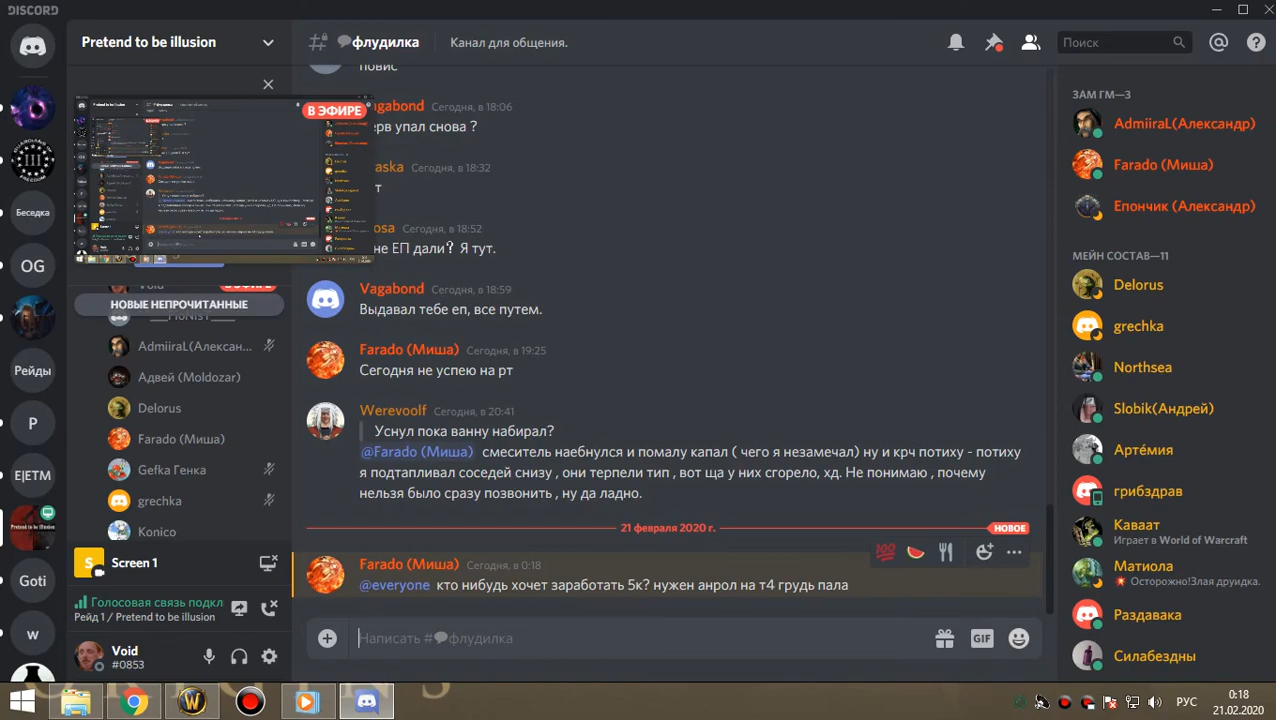 DISCORD
Pretend to be illusion
флудилка
Канал для общения.
Поиск
В ЭФИРЕ
Беседка
OG
Рейды
P
E|ETM
Goti
w
НОВЫЕ НЕПРОЧИТАННЫЕ
AdmiiraL(Алексан...
Адвей (Moldozar)
Delorus
Farado (Миша)
Gefka Генка
grechka
Konico
S
Screen 1
Голосовая связь подкл
Рейд 1 / Pretend to be illusion
Void
#0853
Сегодня, в 18:06
упал снова ?
Сегодня, в 18:32
Сегодня, в 18:52
не ЕП дали? Я тут.
Vagabond Сегодня, в 18:59
Выдавал тебе еп, все путем.
Farado (Миша) Сегодня, в 19:25
Сегодня не успею на рт
Werevoolf Сегодня, в 20:41
Уснул пока ванну набирал?
@Farado (Миша) смеситель наебнулся и помалу капал ( чего я незамечал) ну и крч потиху - потиху
я подтапливал соседей снизу , они терпели тип , вот ща у них сгорело, хд. Не понимаю , почему
нельзя было сразу позвонить , ну да ладно.
21 февраля 2020 г.
НОВОЕ
Farado (Миша) Сегодня, в 0:18
@everyone кто нибудь хочет заработать 5к? нужен анрол на т4 грудь пала
Написать #флудилка
GIF
ЗАМ ГМ—3
AdmiiraL(Александр)
Farado (Миша)
Епончик (Александр)
МЕЙН СОСТАВ—11
Delorus
grechka
Northsea
Slobik(Андрей)
Артёмия
грибздрав
Каваат
Играет в World of Warcraft
Матиола
Осторожно!Злая друидка.
Раздавака
Силабездны
РУС
0:18
21.02.2020